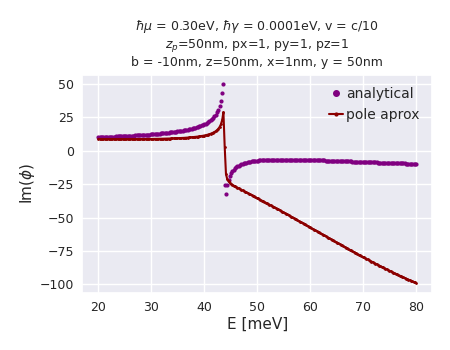 ħμ = 0.30eV, ħγ = 0.0001eV, v = c/10
zₚ=50nm, px=1, py=1, pz=1
b = -10nm, z=50nm, x=1nm, y = 50nm
analytical
pole aprox
50
25
0
−25
−50
−75
−100
Im(ϕ)
20
30
40
50
60
70
80
E [meV]